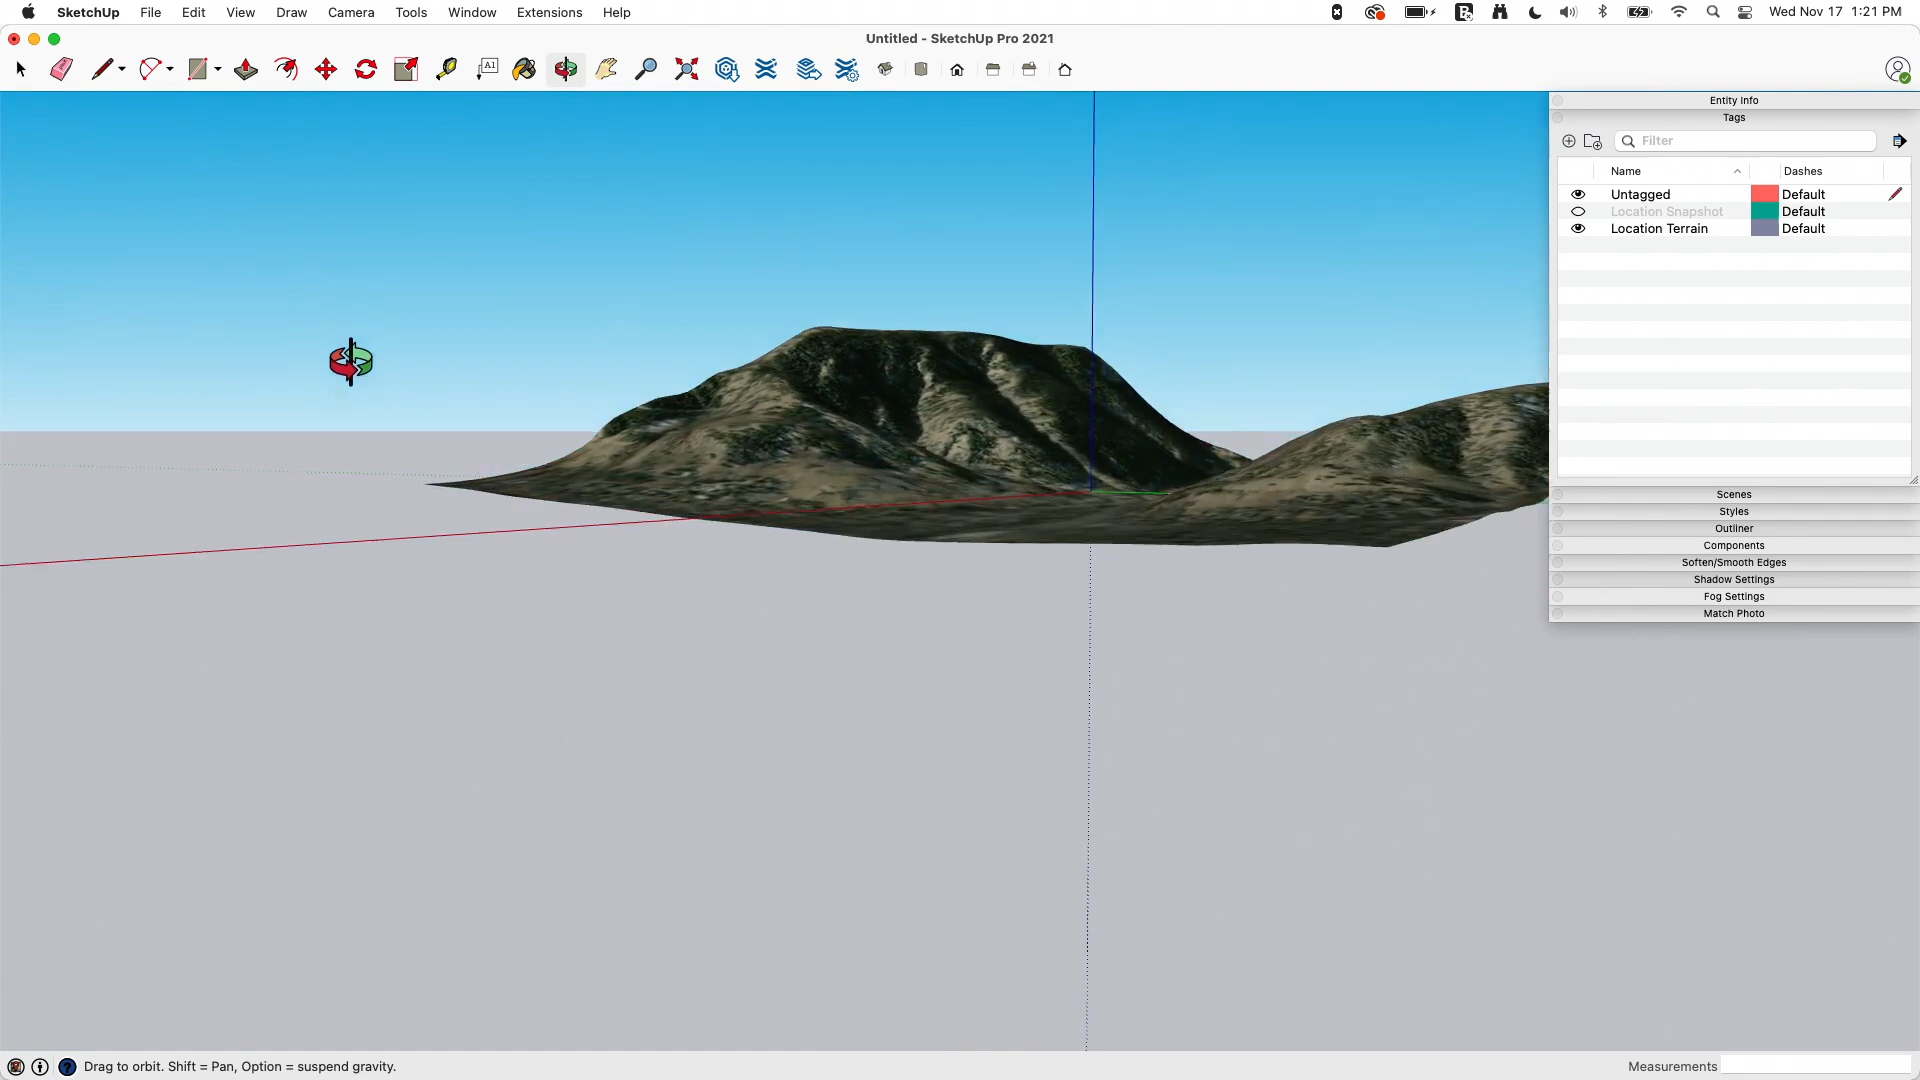 SketchUp File Edit View Draw Camera Tools Window Extensions Help Wed Nov 17 1:21 PM
Untitled - SketchUp Pro 2021
A1
Entity Info
Tags
Filter
Name Dashes
Untagged Default
Location Snapshot Default
Location Terrain Default
Scenes
Styles
Outliner
Components
Soften/Smooth Edges
Shadow Settings
Fog Settings
Match Photo
Drag to orbit. Shift = Pan, Option = suspend gravity. Measurements